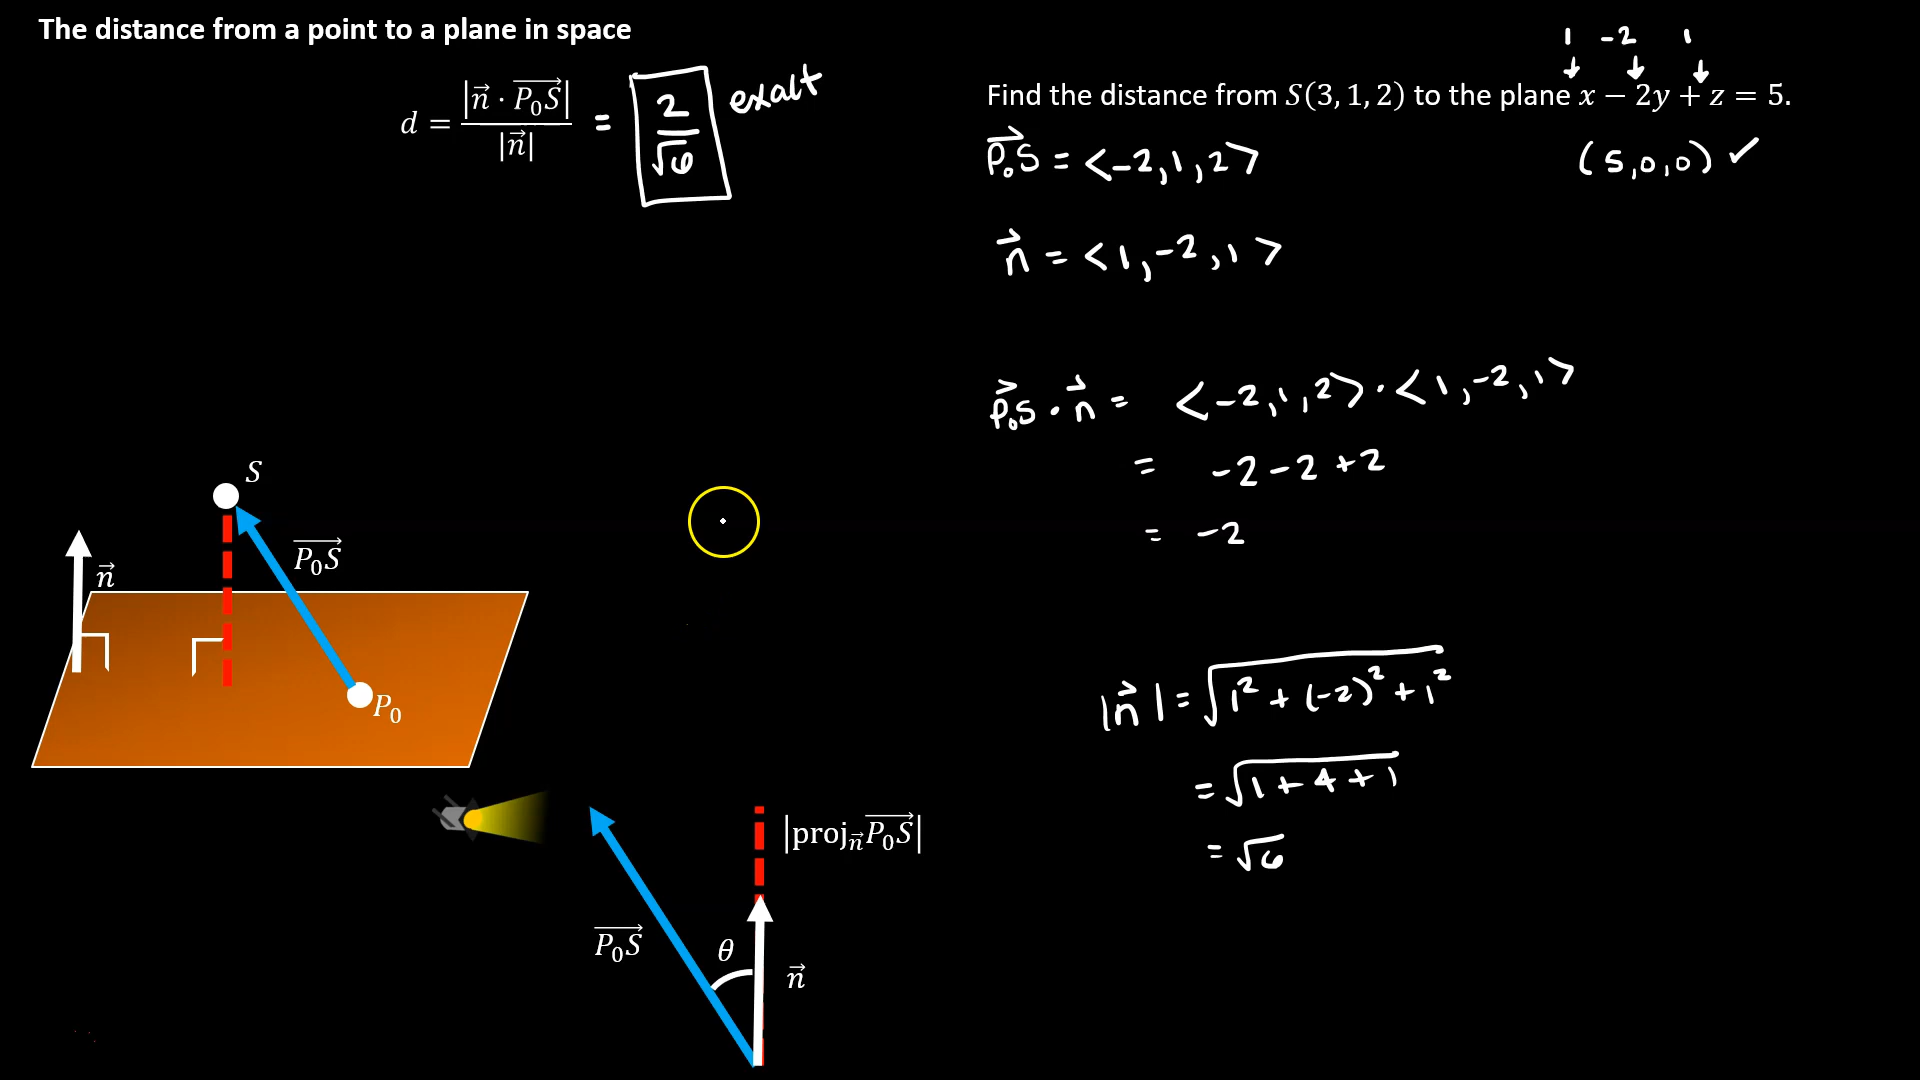 The distance from a point to a plane in space
d = |n⃗ · P₀S⃗| / |n⃗| = 2/√6 exact
1 -2 1
Find the distance from S(3, 1, 2) to the plane x − 2y + z = 5.
P₀S⃗ = <-2, 1, 2>
(5, 0, 0) ✓
n⃗ = <1, -2, 1>
P₀S⃗ · n⃗ = <-2, 1, 2> · <1, -2, 1>
= -2 -2 +2
= -2
|n⃗| = √1² + (-2)² + 1²
= √1 + 4 + 1
= √6
S
P₀S⃗
n⃗
P₀
|proj n⃗ P₀S⃗|
P₀S⃗
θ
n⃗